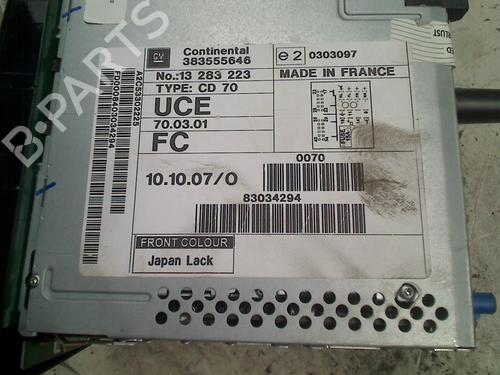 GM
Continental
383555646
e2 0303097
No.: 13 283 223
MADE IN FRANCE
TYPE: CD 70
UCE
70.03.01
FC
0070
10.10.07/0
83034294
FRONT COLOUR
Japan Lack
B-PARTS